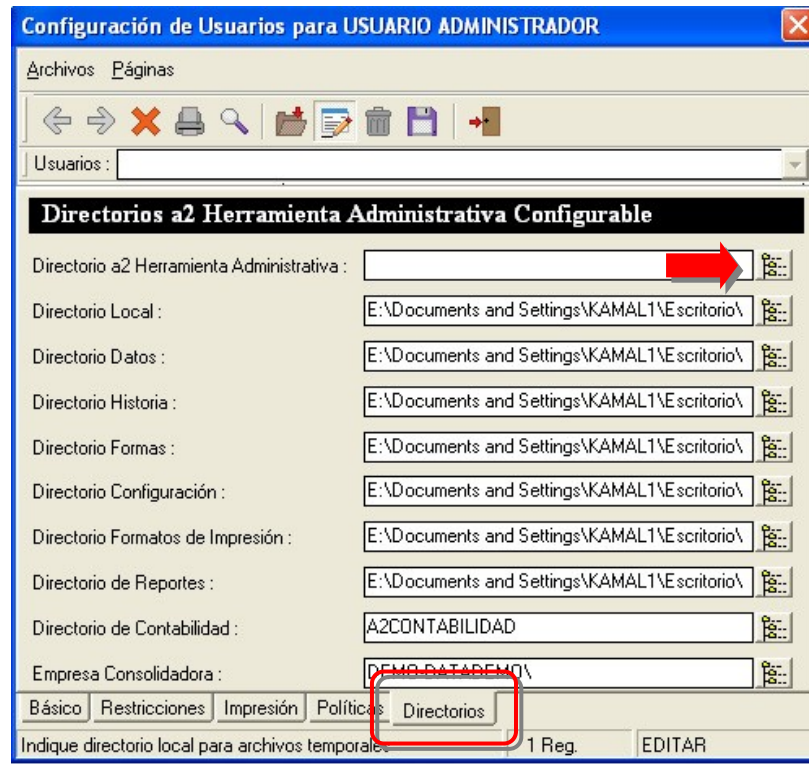 Configuración de Usuarios para USUARIO ADMINISTRADOR
Archivos Páginas
Usuarios :
Directorios a2 Herramienta Administrativa Configurable
Directorio a2 Herramienta Administrativa :
Directorio Local : E:\Documents and Settings\KAMAL1\Escritorio\
Directorio Datos : E:\Documents and Settings\KAMAL1\Escritorio\
Directorio Historia : E:\Documents and Settings\KAMAL1\Escritorio\
Directorio Formas : E:\Documents and Settings\KAMAL1\Escritorio\
Directorio Configuración : E:\Documents and Settings\KAMAL1\Escritorio\
Directorio Formatos de Impresión : E:\Documents and Settings\KAMAL1\Escritorio\
Directorio de Reportes : E:\Documents and Settings\KAMAL1\Escritorio\
Directorio de Contabilidad : A2CONTABILIDAD
Empresa Consolidadora : DEMO DATADEMO\
Básico Restricciones Impresión Políticas Directorios
Indique directorio local para archivos temporales 1 Reg. EDITAR